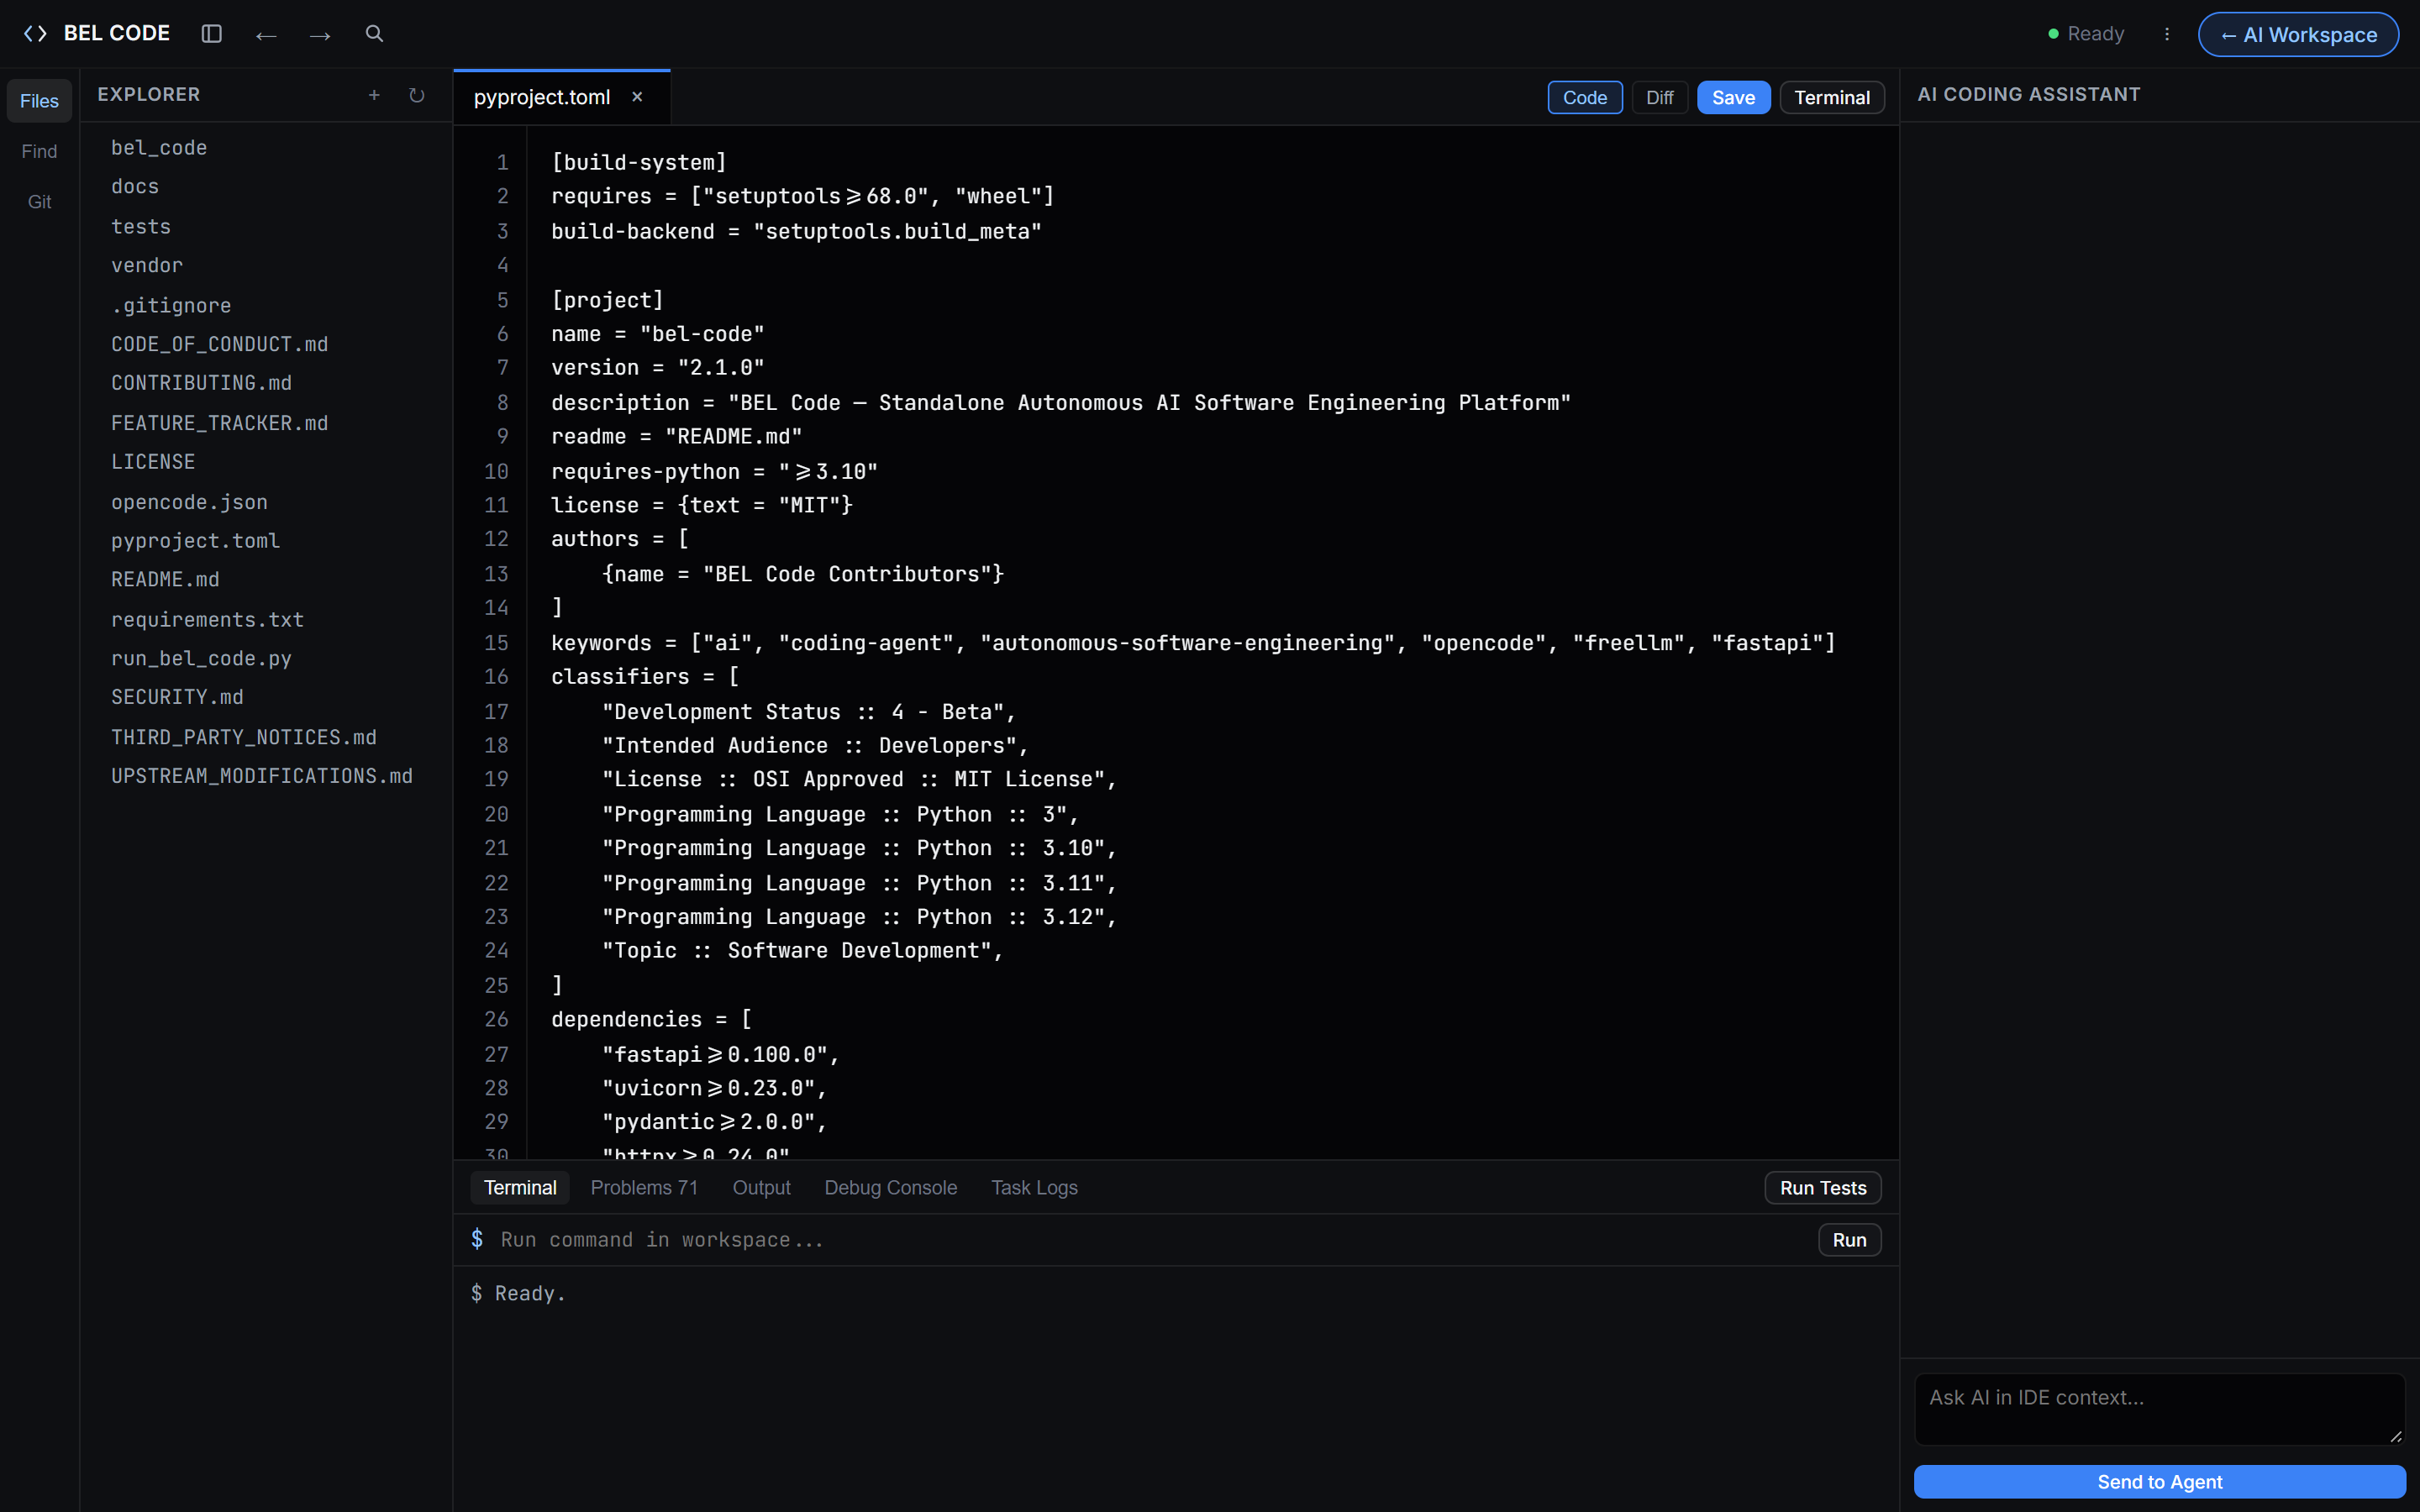 BEL CODE
Ready
← AI Workspace
Files
Find
Git
EXPLORER
bel_code
docs
tests
vendor
.gitignore
CODE_OF_CONDUCT.md
CONTRIBUTING.md
FEATURE_TRACKER.md
LICENSE
opencode.json
pyproject.toml
README.md
requirements.txt
run_bel_code.py
SECURITY.md
THIRD_PARTY_NOTICES.md
UPSTREAM_MODIFICATIONS.md
pyproject.toml ×
Code Diff Save Terminal
1 [build-system]
2 requires = ["setuptools>=68.0", "wheel"]
3 build-backend = "setuptools.build_meta"
4
5 [project]
6 name = "bel-code"
7 version = "2.1.0"
8 description = "BEL Code — Standalone Autonomous AI Software Engineering Platform"
9 readme = "README.md"
10 requires-python = ">=3.10"
11 license = {text = "MIT"}
12 authors = [
13     {name = "BEL Code Contributors"}
14 ]
15 keywords = ["ai", "coding-agent", "autonomous-software-engineering", "opencode", "freellm", "fastapi"]
16 classifiers = [
17     "Development Status :: 4 - Beta",
18     "Intended Audience :: Developers",
19     "License :: OSI Approved :: MIT License",
20     "Programming Language :: Python :: 3",
21     "Programming Language :: Python :: 3.10",
22     "Programming Language :: Python :: 3.11",
23     "Programming Language :: Python :: 3.12",
24     "Topic :: Software Development",
25 ]
26 dependencies = [
27     "fastapi>=0.100.0",
28     "uvicorn>=0.23.0",
29     "pydantic>=2.0.0",
30     "httpx>=0.24.0"
Terminal Problems 71 Output Debug Console Task Logs
Run Tests
$ Run command in workspace...
Run
$ Ready.
AI CODING ASSISTANT
Ask AI in IDE context...
Send to Agent